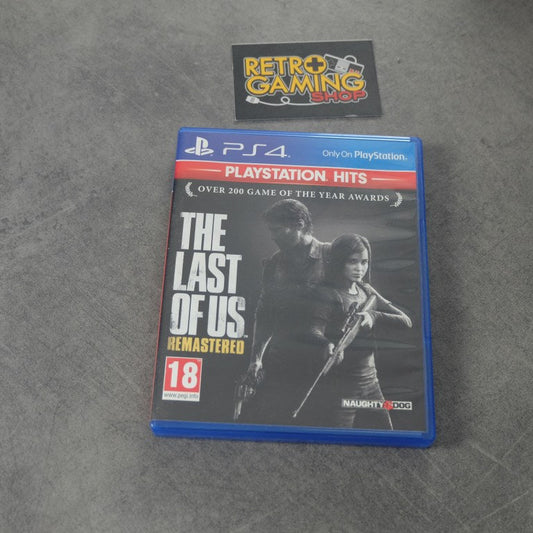 RETRO
GAMING
SHOP
PS4
Only On PlayStation
PLAYSTATION HITS
OVER 200 GAME OF THE YEAR AWARDS
THE
LAST
OF US
REMASTERED
18
www.pegi.info
NAUGHTY DOG